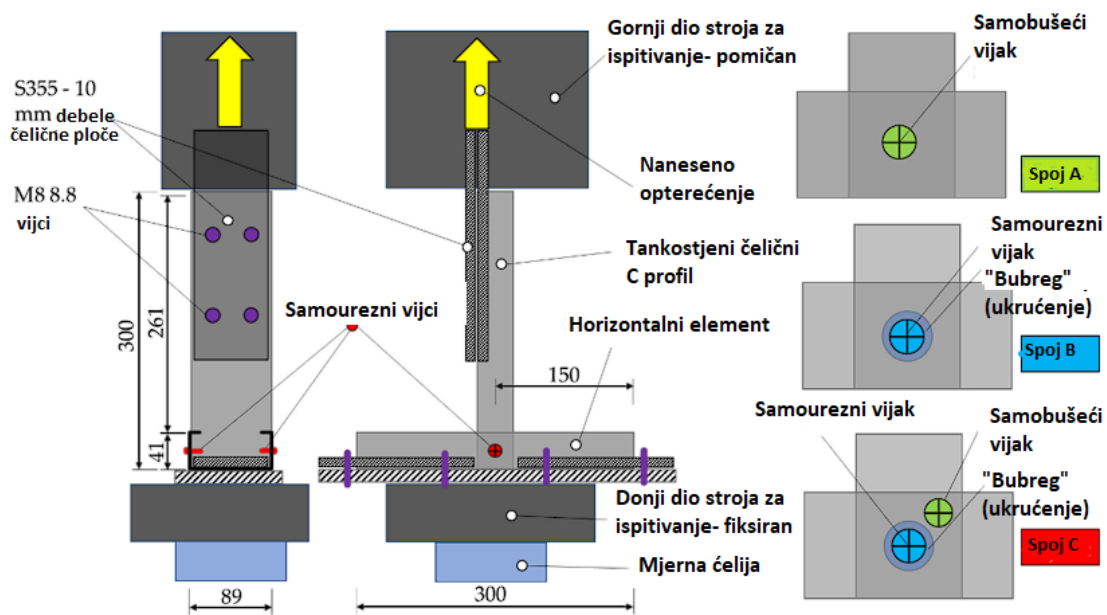 S355 - 10
mm debele
čelične ploče
M8 8.8
vijci
300
261
41
89
Gornji dio stroja za
ispitivanje- pomičan
Naneseno
opterećenje
Tankostjeni čelični
C profil
Samourezni vijci
Horizontalni element
150
Donji dio stroja za
ispitivanje- fiksiran
Mjerna ćelija
300
Samobušeći
vijak
Spoj A
Samourezni
vijak
"Bubreg"
(ukrućenje)
Spoj B
Samourezni vijak
Samobušeći
vijak
"Bubreg"
(ukrućenje)
Spoj C